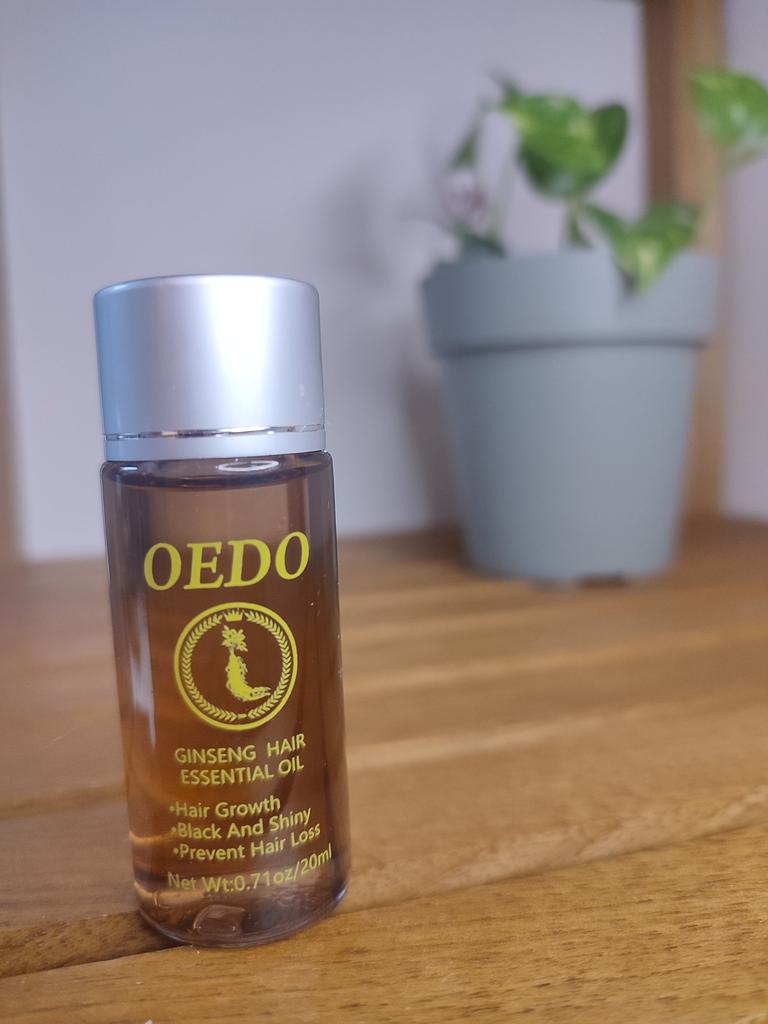 OEDO
GINSENG HAIR
ESSENTIAL OIL
•Hair Growth
•Black And Shiny
•Prevent Hair Loss
Net Wt:0.71oz/20ml